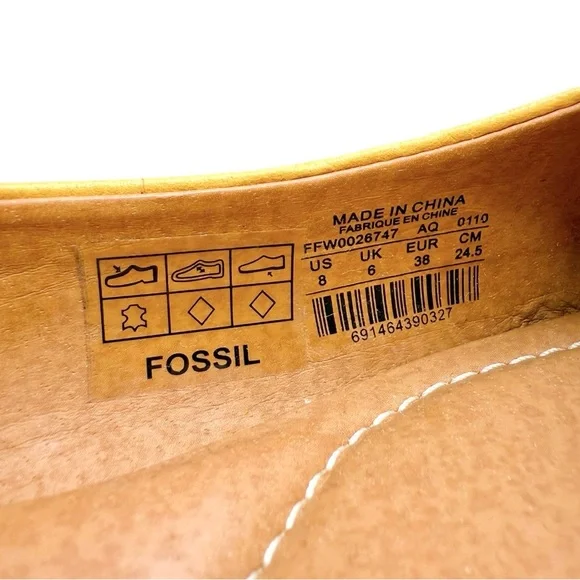 MADE IN CHINA
FABRIQUE EN CHINE
FFW0026747 AQ 0110
US UK EUR CM
8 6 38 24.5
691464390327
FOSSIL